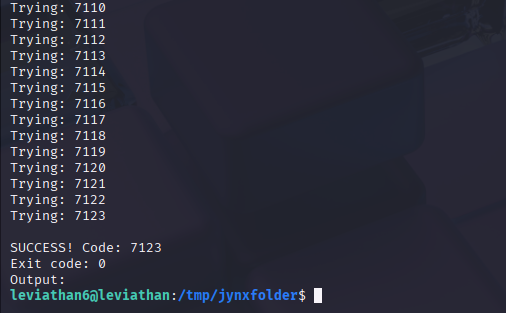 Trying: 7110
Trying: 7111
Trying: 7112
Trying: 7113
Trying: 7114
Trying: 7115
Trying: 7116
Trying: 7117
Trying: 7118
Trying: 7119
Trying: 7120
Trying: 7121
Trying: 7122
Trying: 7123

SUCCESS! Code: 7123
Exit code: 0
Output:
leviathan6@leviathan:/tmp/jynxfolder$